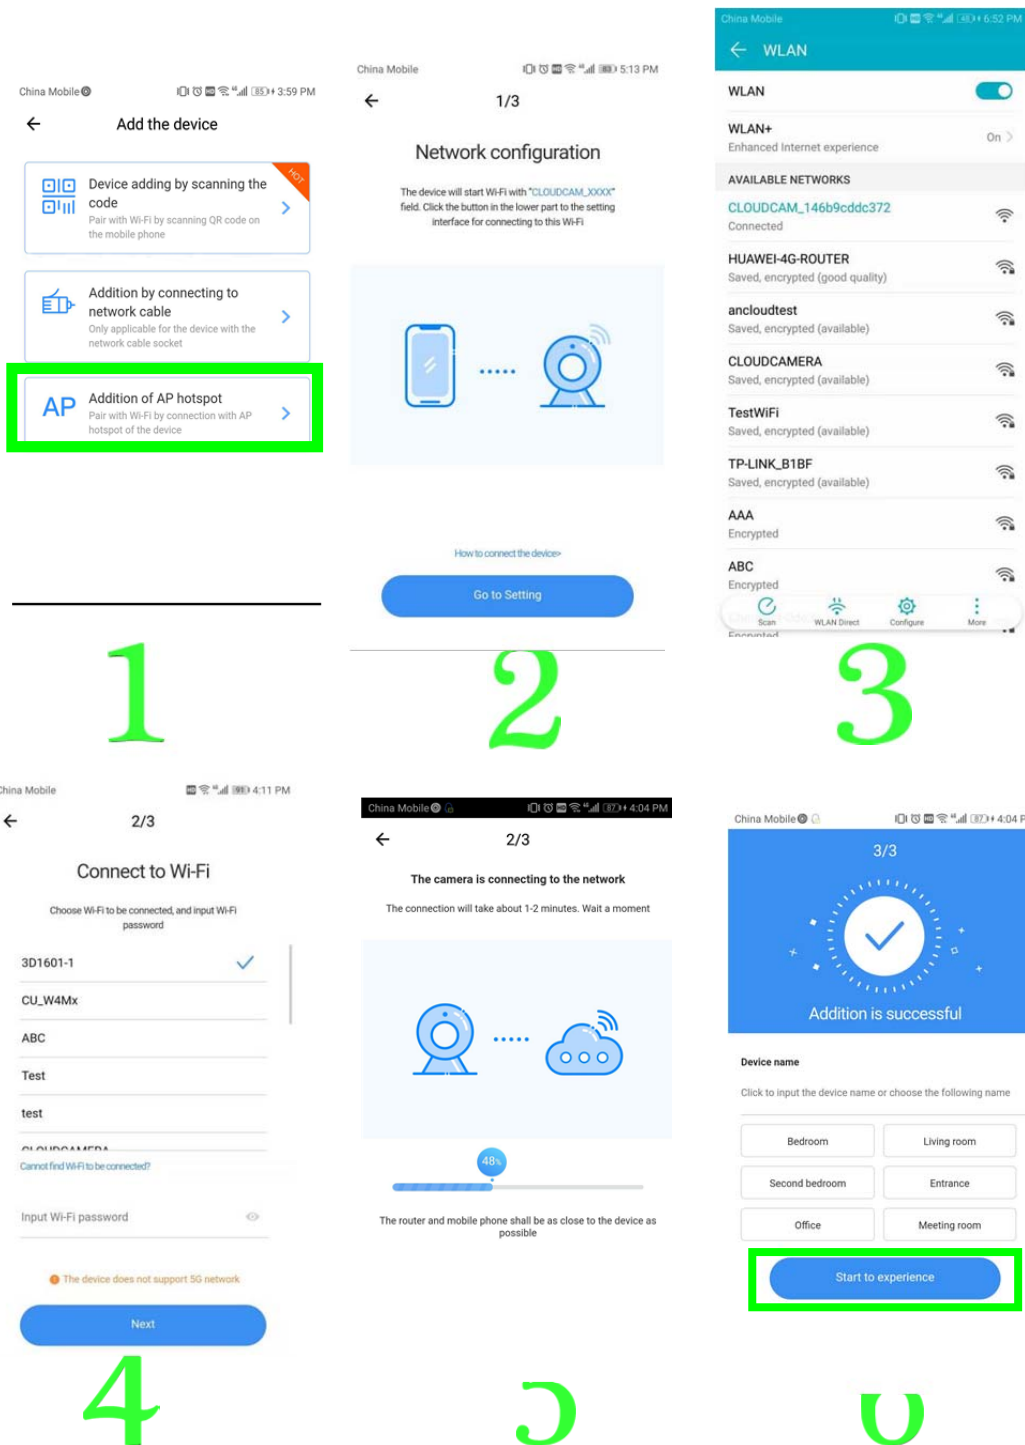 China Mobile 85 3:59 PM
Add the device
HOT
Device adding by scanning the
code
Pair with Wi-Fi by scanning QR code on
the mobile phone
Addition by connecting to
network cable
Only applicable for the device with the
network cable socket
AP
Addition of AP hotspot
Pair with Wi-Fi by connection with AP
hotspot of the device
1
China Mobile 5:13 PM
1/3
Network configuration
The device will start Wi-Fi with "CLOUDCAM_XXXX"
field. Click the button in the lower part to the setting
interface for connecting to this Wi-Fi
How to connect the device>
Go to Setting
2
China Mobile 6:52 PM
WLAN
WLAN
WLAN+
Enhanced Internet experience
On
AVAILABLE NETWORKS
CLOUDCAM_146b9cddc372
Connected
HUAWEI-4G-ROUTER
Saved, encrypted (good quality)
ancloudtest
Saved, encrypted (available)
CLOUDCAMERA
Saved, encrypted (available)
TestWiFi
Saved, encrypted (available)
TP-LINK_B1BF
Saved, encrypted (available)
AAA
Encrypted
ABC
Encrypted
Scan WLAN Direct Configure More
Encrypted
3
China Mobile 4:11 PM
2/3
Connect to Wi-Fi
Choose Wi-Fi to be connected, and input Wi-Fi
password
3D1601-1
CU_W4Mx
ABC
Test
test
CLOUDCAMERA
Cannot find Wi-Fi to be connected?
Input Wi-Fi password
The device does not support 5G network
Next
4
China Mobile 87 4:04 PM
2/3
The camera is connecting to the network
The connection will take about 1-2 minutes. Wait a moment
48%
The router and mobile phone shall be as close to the device as
possible
5
China Mobile 87 4:04 P
3/3
Addition is successful
Device name
Click to input the device name or choose the following name
Bedroom Living room
Second bedroom Entrance
Office Meeting room
Start to experience
6